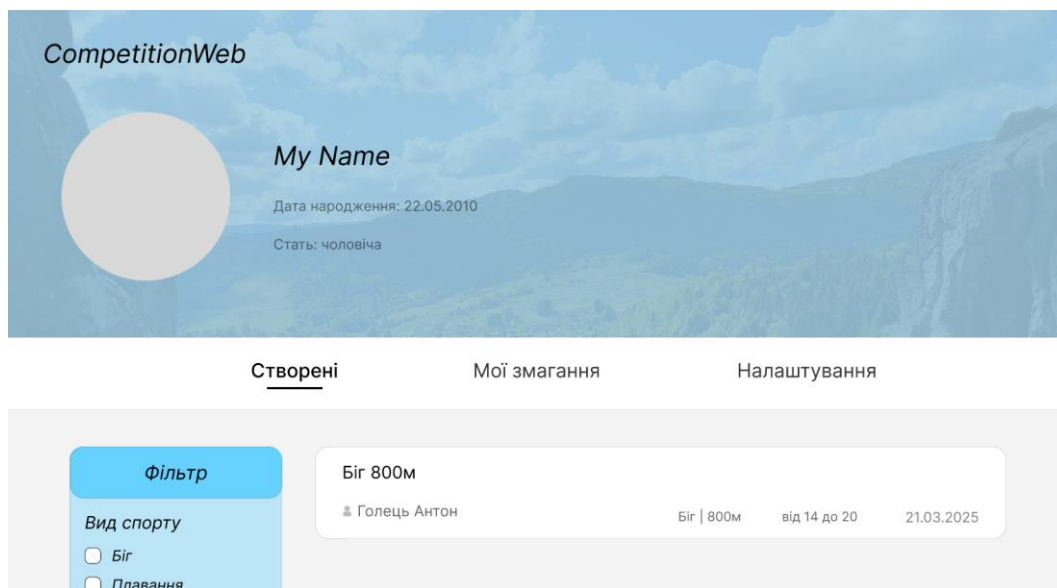 CompetitionWeb
My Name
Дата народження: 22.05.2010
Стать: чоловіча
Створені
Мої змагання
Налаштування
Фільтр
Вид спорту
Біг
Плавання
Біг 800м
Голець Антон
Біг | 800м
від 14 до 20
21.03.2025